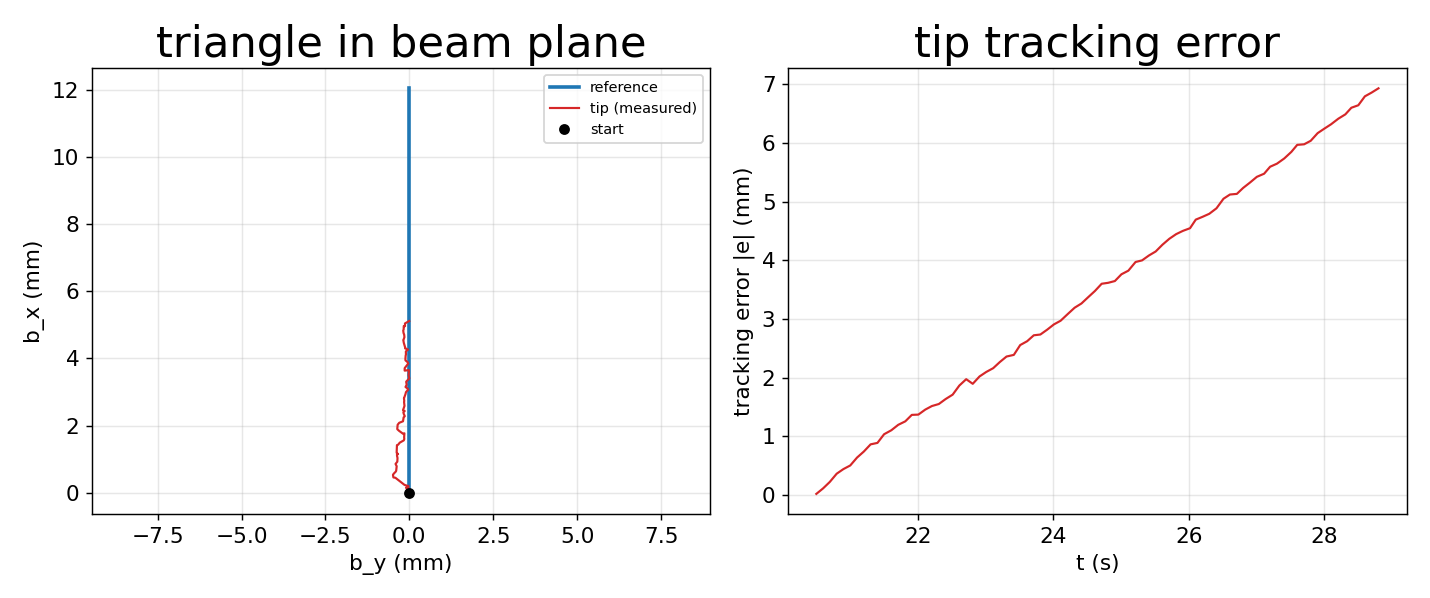 triangle in beam plane
12
10
8
6
4
2
0
b_x (mm)
−7.5 −5.0 −2.5 0.0 2.5 5.0 7.5
b_y (mm)
reference
tip (measured)
start
tip tracking error
7
6
5
4
3
2
1
0
tracking error |e| (mm)
22 24 26 28
t (s)